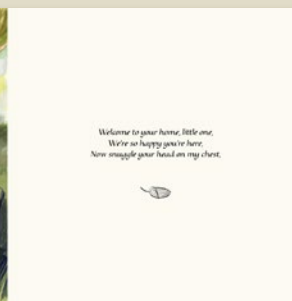 Welcome to your home, little one,
We're so happy you're here.
Now snuggle your head on my chest,